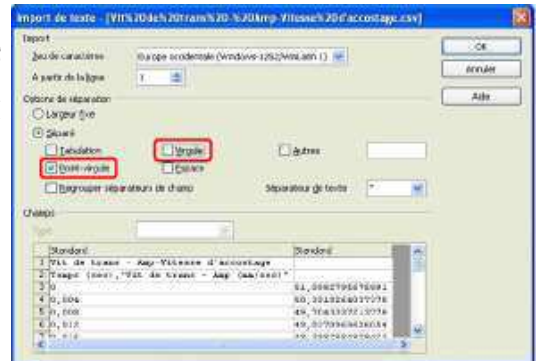 Import de texte - [Vit%20de%20trans%20-%20Amp-Vitesse%20d'accostage.csv]
Import
OK
Jeu de caractères Europe occidentale (Windows-1252/WinLatin 1)
Annuler
A partir de la ligne 1
Aide
Options de séparation
Largeur fixe
Séparé
Tabulation Virgule Autres
Point-virgule Espace
Regrouper séparateurs de champ Séparateur de texte "
Champs
Type
Standard Standard
1 Vit de trans - Amp-Vitesse d'accostage
2 Temps (sec),"Vit de trans - Amp (mm/sec)"
3 0
4 0,004
5 0,008
6 0,012
7 0,016